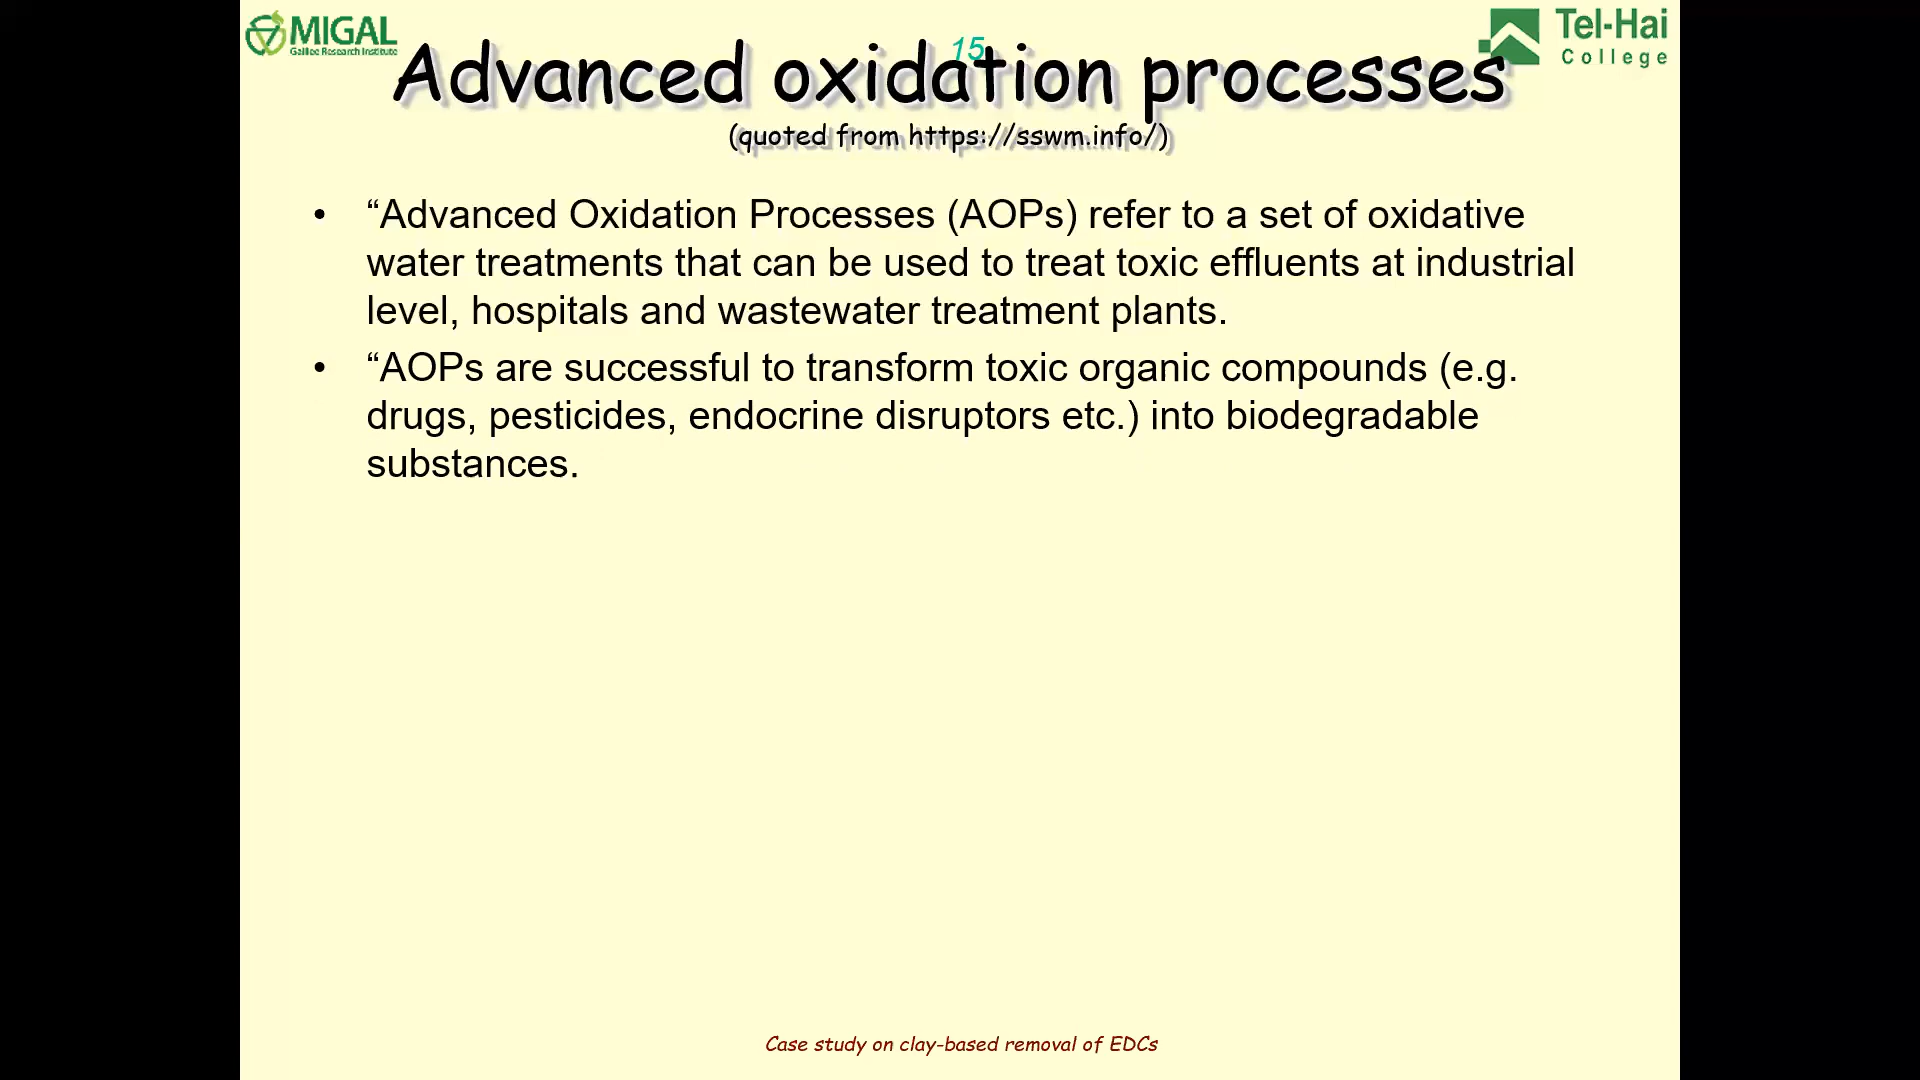 MIGAL
Galilee Research Institute
Tel-Hai
College
15
Advanced oxidation processes
(quoted from https://sswm.info/)
• “Advanced Oxidation Processes (AOPs) refer to a set of oxidative
water treatments that can be used to treat toxic effluents at industrial
level, hospitals and wastewater treatment plants.
• “AOPs are successful to transform toxic organic compounds (e.g.
drugs, pesticides, endocrine disruptors etc.) into biodegradable
substances.
Case study on clay-based removal of EDCs